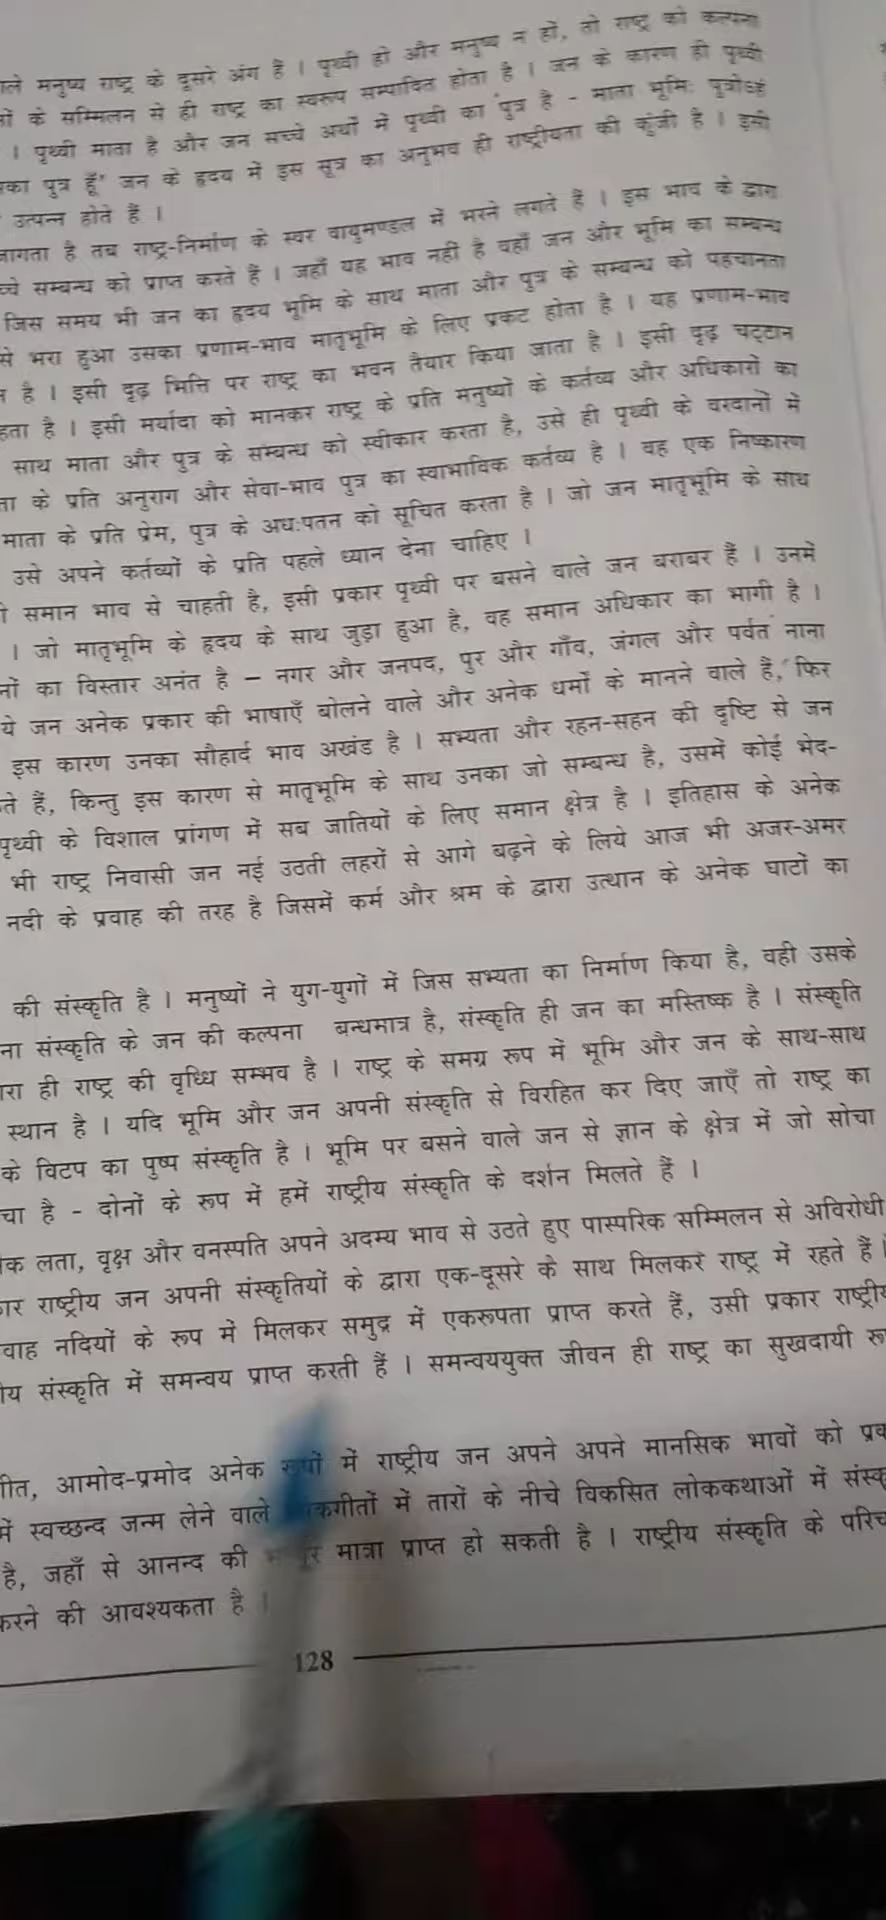 ले मनुष्य राष्ट्र के दूसरे अंग हैं । पृथ्वी हो और मनुष्य न हों, तो राष्ट्र की कल्पना
के सम्मिलन से ही राष्ट्र का स्वरूप सम्पादित होता है । जन के कारण ही पृथ्वी
। पृथ्वी माता है और जन सच्चे अर्थों में पृथ्वी का पुत्र है - माता भूमिः पुत्रोऽहं
का पुत्र हूँ" जन के हृदय में इस सूत्र का अनुभव ही राष्ट्रीयता की कुंजी है । इसी
उत्पन्न होते हैं ।
जागता है तब राष्ट्र-निर्माण के स्वर वायुमण्डल में भरने लगते हैं । इस भाव के द्वारा
च्चे सम्बन्ध को प्राप्त करते हैं । जहाँ यह भाव नहीं है वहाँ जन और भूमि का सम्बन्ध
जिस समय भी जन का हृदय भूमि के साथ माता और पुत्र के सम्बन्ध को पहचानता
से भरा हुआ उसका प्रणाम-भाव मातृभूमि के लिए प्रकट होता है । यह प्रणाम-भाव
है । इसी दृढ़ भित्ति पर राष्ट्र का भवन तैयार किया जाता है । इसी दृढ़ चट्टान
हता है । इसी मर्यादा को मानकर राष्ट्र के प्रति मनुष्यों के कर्तव्य और अधिकारों का
साथ माता और पुत्र के सम्बन्ध को स्वीकार करता है, उसे ही पृथ्वी के वरदानों में
ता के प्रति अनुराग और सेवा-भाव पुत्र का स्वाभाविक कर्तव्य है । वह एक निष्कारण
माता के प्रति प्रेम, पुत्र के अधःपतन को सूचित करता है । जो जन मातृभूमि के साथ
उसे अपने कर्तव्यों के प्रति पहले ध्यान देना चाहिए ।
समान भाव से चाहती है, इसी प्रकार पृथ्वी पर बसने वाले जन बराबर हैं । उनमें
। जो मातृभूमि के हृदय के साथ जुड़ा हुआ है, वह समान अधिकार का भागी है ।
नों का विस्तार अनंत है – नगर और जनपद, पुर और गाँव, जंगल और पर्वत नाना
ये जन अनेक प्रकार की भाषाएँ बोलने वाले और अनेक धर्मों के मानने वाले हैं, फिर
इस कारण उनका सौहार्द भाव अखंड है । सभ्यता और रहन-सहन की दृष्टि से जन
ते हैं, किन्तु इस कारण से मातृभूमि के साथ उनका जो सम्बन्ध है, उसमें कोई भेद-
पृथ्वी के विशाल प्रांगण में सब जातियों के लिए समान क्षेत्र है । इतिहास के अनेक
भी राष्ट्र निवासी जन नई उठती लहरों से आगे बढ़ने के लिये आज भी अजर-अमर
नदी के प्रवाह की तरह है जिसमें कर्म और श्रम के द्वारा उत्थान के अनेक घाटों का
की संस्कृति है । मनुष्यों ने युग-युगों में जिस सभ्यता का निर्माण किया है, वही उसके
ना संस्कृति के जन की कल्पना बन्धमात्र है, संस्कृति ही जन का मस्तिष्क है । संस्कृति
रा ही राष्ट्र की वृध्धि सम्भव है । राष्ट्र के समग्र रूप में भूमि और जन के साथ-साथ
स्थान है । यदि भूमि और जन अपनी संस्कृति से विरहित कर दिए जाएँ तो राष्ट्र का
के विटप का पुष्प संस्कृति है । भूमि पर बसने वाले जन से ज्ञान के क्षेत्र में जो सोचा
चा है - दोनों के रूप में हमें राष्ट्रीय संस्कृति के दर्शन मिलते हैं ।
क लता, वृक्ष और वनस्पति अपने अदम्य भाव से उठते हुए पास्परिक सम्मिलन से अविरोधी
ार राष्ट्रीय जन अपनी संस्कृतियों के द्वारा एक-दूसरे के साथ मिलकर राष्ट्र में रहते हैं ।
वाह नदियों के रूप में मिलकर समुद्र में एकरूपता प्राप्त करते हैं, उसी प्रकार राष्ट्रीय
ीय संस्कृति में समन्वय प्राप्त करती हैं । समन्वययुक्त जीवन ही राष्ट्र का सुखदायी रू
गीत, आमोद-प्रमोद अनेक रूपों में राष्ट्रीय जन अपने अपने मानसिक भावों को प्रक
में स्वच्छन्द जन्म लेने वाले कगीतों में तारों के नीचे विकसित लोककथाओं में संस्कृ
है, जहाँ से आनन्द की मात्रा प्राप्त हो सकती है । राष्ट्रीय संस्कृति के परिच
करने की आवश्यकता है ।
128